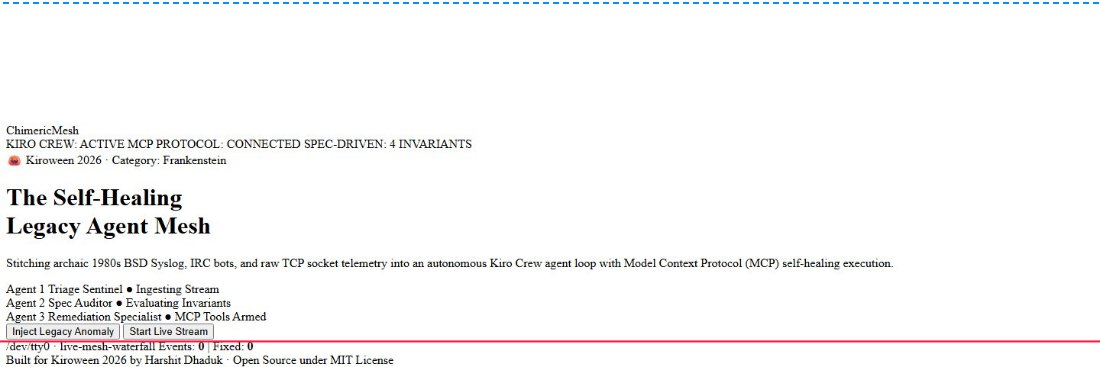 ChimericMesh
KIRO CREW: ACTIVE MCP PROTOCOL: CONNECTED SPEC-DRIVEN: 4 INVARIANTS
Kiroween 2026 · Category: Frankenstein
The Self-Healing
Legacy Agent Mesh
Stitching archaic 1980s BSD Syslog, IRC bots, and raw TCP socket telemetry into an autonomous Kiro Crew agent loop with Model Context Protocol (MCP) self-healing execution.
Agent 1 Triage Sentinel ● Ingesting Stream
Agent 2 Spec Auditor ● Evaluating Invariants
Agent 3 Remediation Specialist ● MCP Tools Armed
Inject Legacy Anomaly Start Live Stream
/dev/tty0 · live-mesh-waterfall Events: 0 | Fixed: 0
Built for Kiroween 2026 by Harshit Dhaduk · Open Source under MIT License